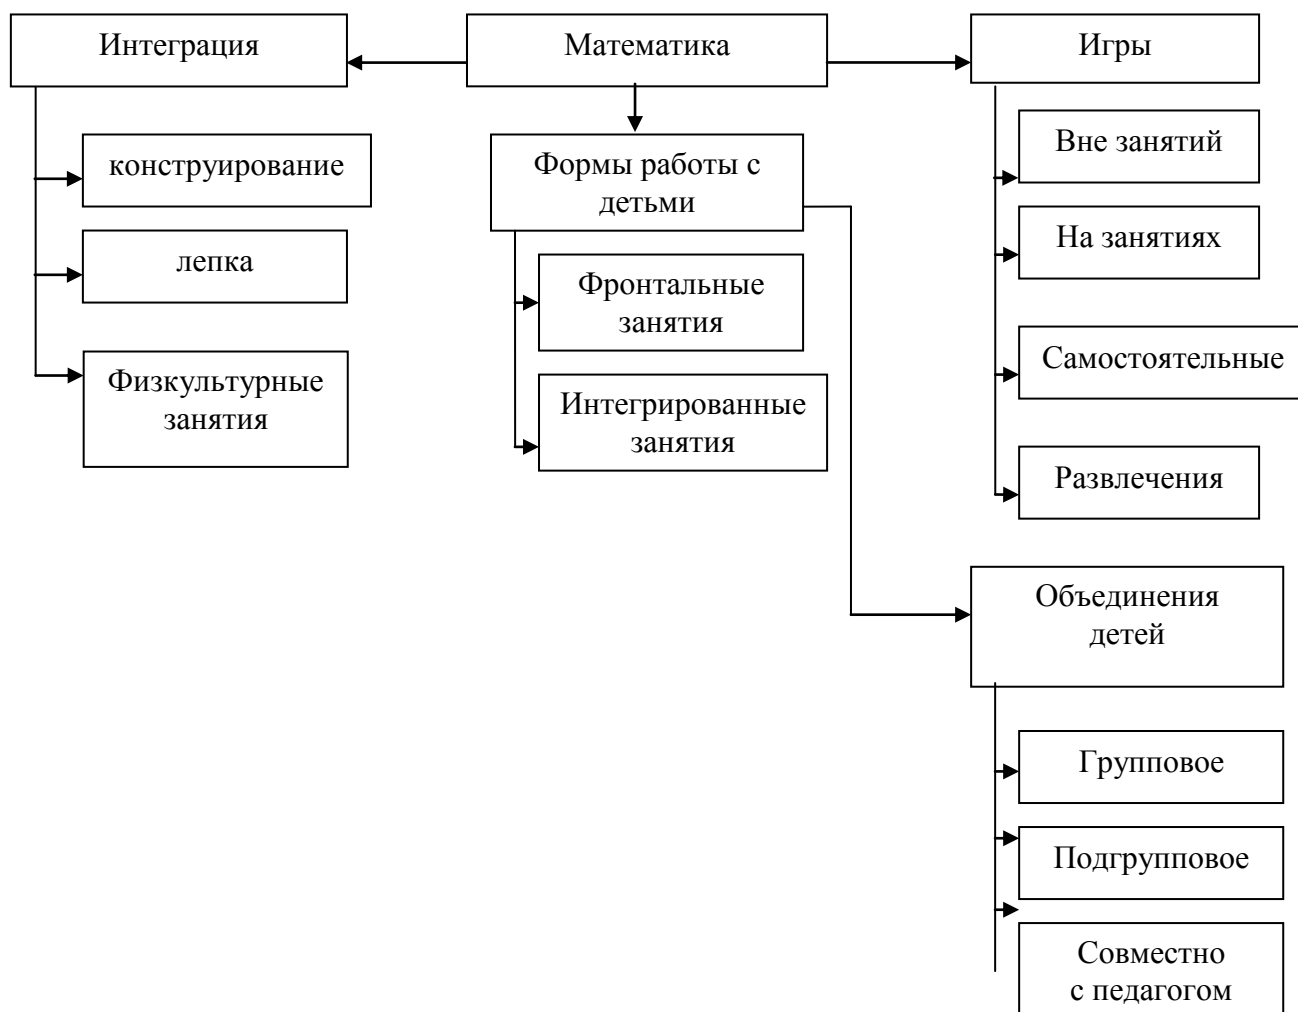 Интеграция
Математика
Игры
конструирование
лепка
Физкультурные
занятия
Формы работы с
детьми
Фронтальные
занятия
Интегрированные
занятия
Вне занятий
На занятиях
Самостоятельные
Развлечения
Объединения
детей
Групповое
Подгрупповое
Совместно
с педагогом